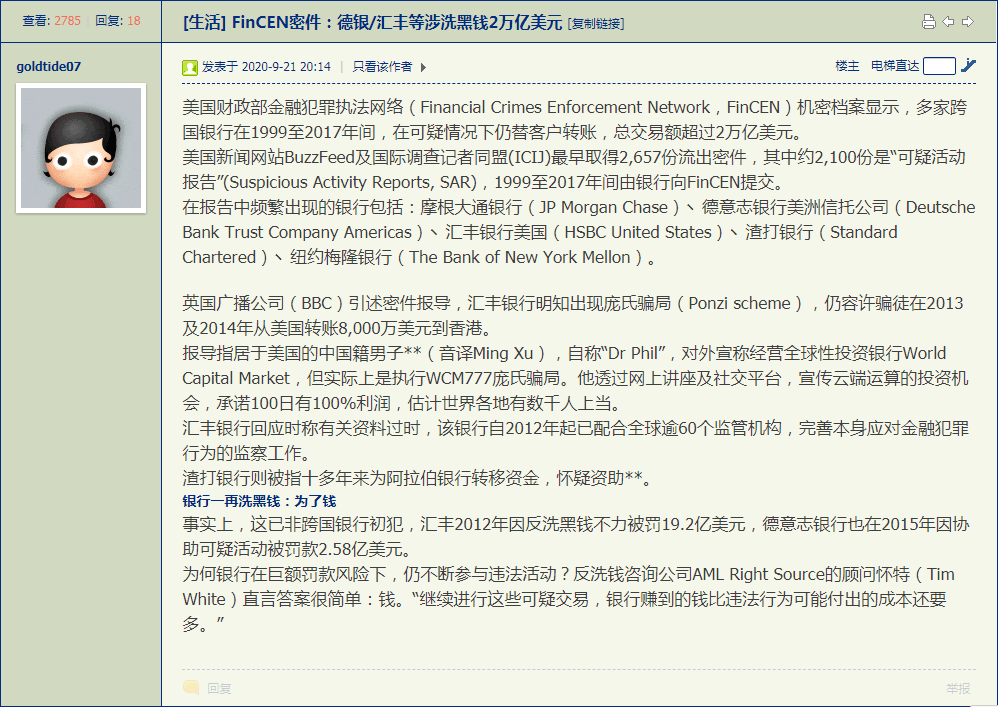 查看: 2785 | 回复: 18
[生活] FinCEN密件：德银/汇丰等涉洗黑钱2万亿美元 [复制链接]
goldtide07
发表于 2020-9-21 20:14 | 只看该作者
楼主 电梯直达
美国财政部金融犯罪执法网络（Financial Crimes Enforcement Network，FinCEN）机密档案显示，多家跨
国银行在1999至2017年间，在可疑情况下仍替客户转账，总交易额超过2万亿美元。
美国新闻网站BuzzFeed及国际调查记者同盟(ICIJ)最早取得2,657份流出密件，其中约2,100份是“可疑活动
报告”(Suspicious Activity Reports, SAR)，1999至2017年间由银行向FinCEN提交。
在报告中频繁出现的银行包括：摩根大通银行（JP Morgan Chase）、德意志银行美洲信托公司（Deutsche
Bank Trust Company Americas）、汇丰银行美国（HSBC United States）、渣打银行（Standard
Chartered）、纽约梅隆银行（The Bank of New York Mellon）。
英国广播公司（BBC）引述密件报导，汇丰银行明知出现庞氏骗局（Ponzi scheme），仍容许骗徒在2013
及2014年从美国转账8,000万美元到香港。
报导指居于美国的中国籍男子**（音译Ming Xu），自称“Dr Phil”，对外宣称经营全球性投资银行World
Capital Market，但实际上是执行WCM777庞氏骗局。他透过网上讲座及社交平台，宣传云端运算的投资机
会，承诺100日有100%利润，估计世界各地有数千人上当。
汇丰银行回应时称有关资料过时，该银行自2012年起已配合全球逾60个监管机构，完善本身应对金融犯罪
行为的监察工作。
渣打银行则被指十多年来为阿拉伯银行转移资金，怀疑资助**。
银行一再洗黑钱：为了钱
事实上，这已非跨国银行初犯，汇丰2012年因反洗黑钱不力被罚19.2亿美元，德意志银行也在2015年因协
助可疑活动被罚款2.58亿美元。
为何银行在巨额罚款风险下，仍不断参与违法活动？反洗钱咨询公司AML Right Source的顾问怀特（Tim
White）直言答案很简单：钱。“继续进行这些可疑交易，银行赚到的钱比违法行为可能付出的成本还要
多。”
回复
举报